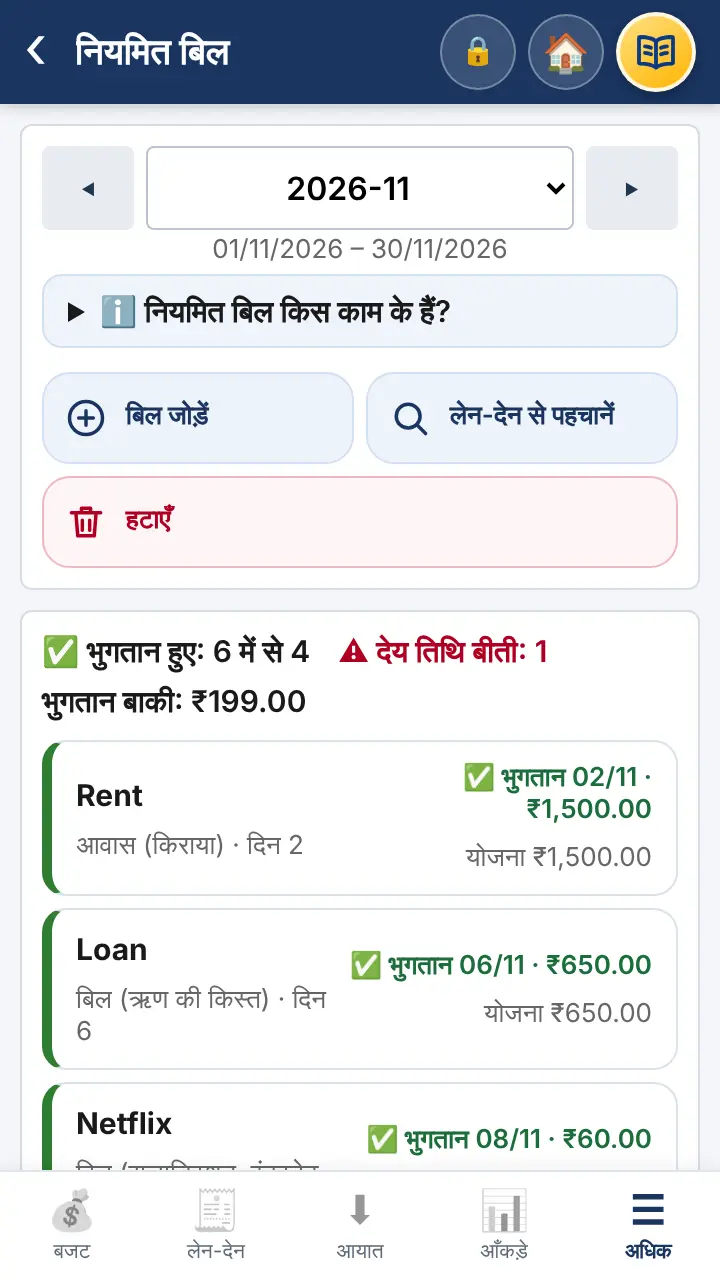 नियमित बिल
2026-11
01/11/2026 – 30/11/2026
नियमित बिल किस काम के हैं?
बिल जोड़ें
लेन-देन से पहचानें
हटाएँ
भुगतान हुए: 6 में से 4 देय तिथि बीती: 1
भुगतान बाकी: ₹199.00
Rent
आवास (किराया) · दिन 2
भुगतान 02/11 ·
₹1,500.00
योजना ₹1,500.00
Loan
बिल (ऋण की किस्त) · दिन
6
भुगतान 06/11 · ₹650.00
योजना ₹650.00
Netflix
भुगतान 08/11 · ₹60.00
बजट
लेन-देन
आयात
आँकड़े
अधिक